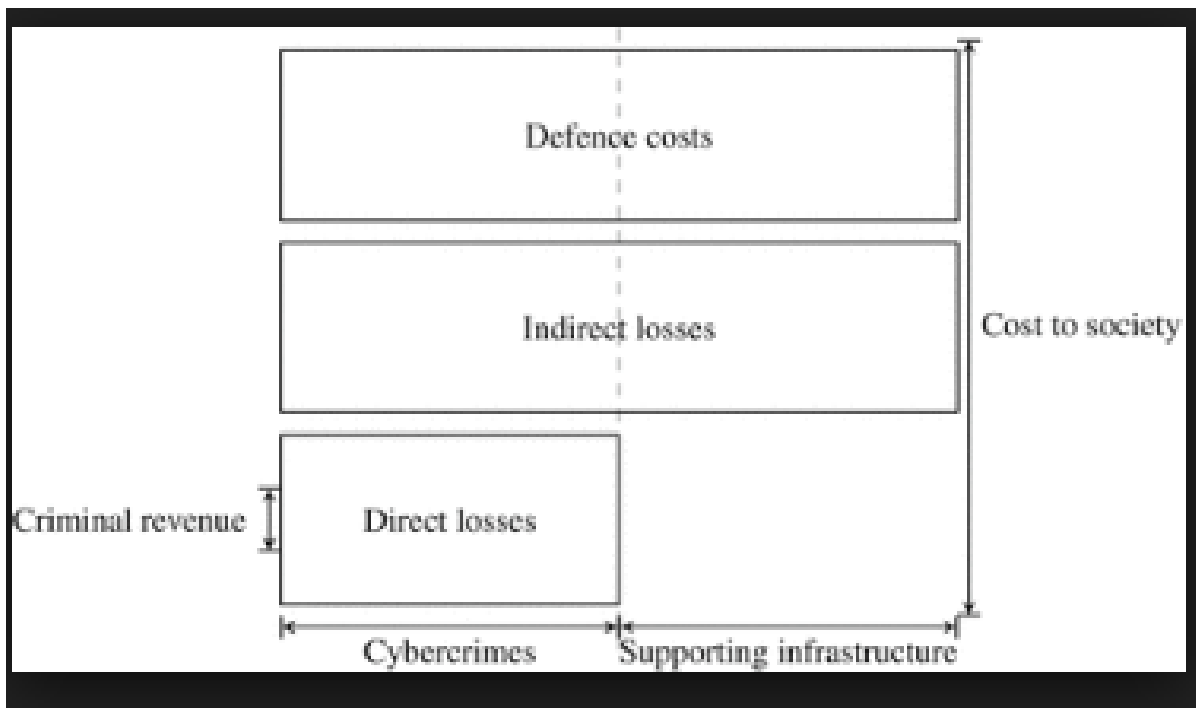 Defence costs
Indirect losses
Cost to society
Criminal revenue
Direct losses
Cybercrimes
Supporting infrastructure